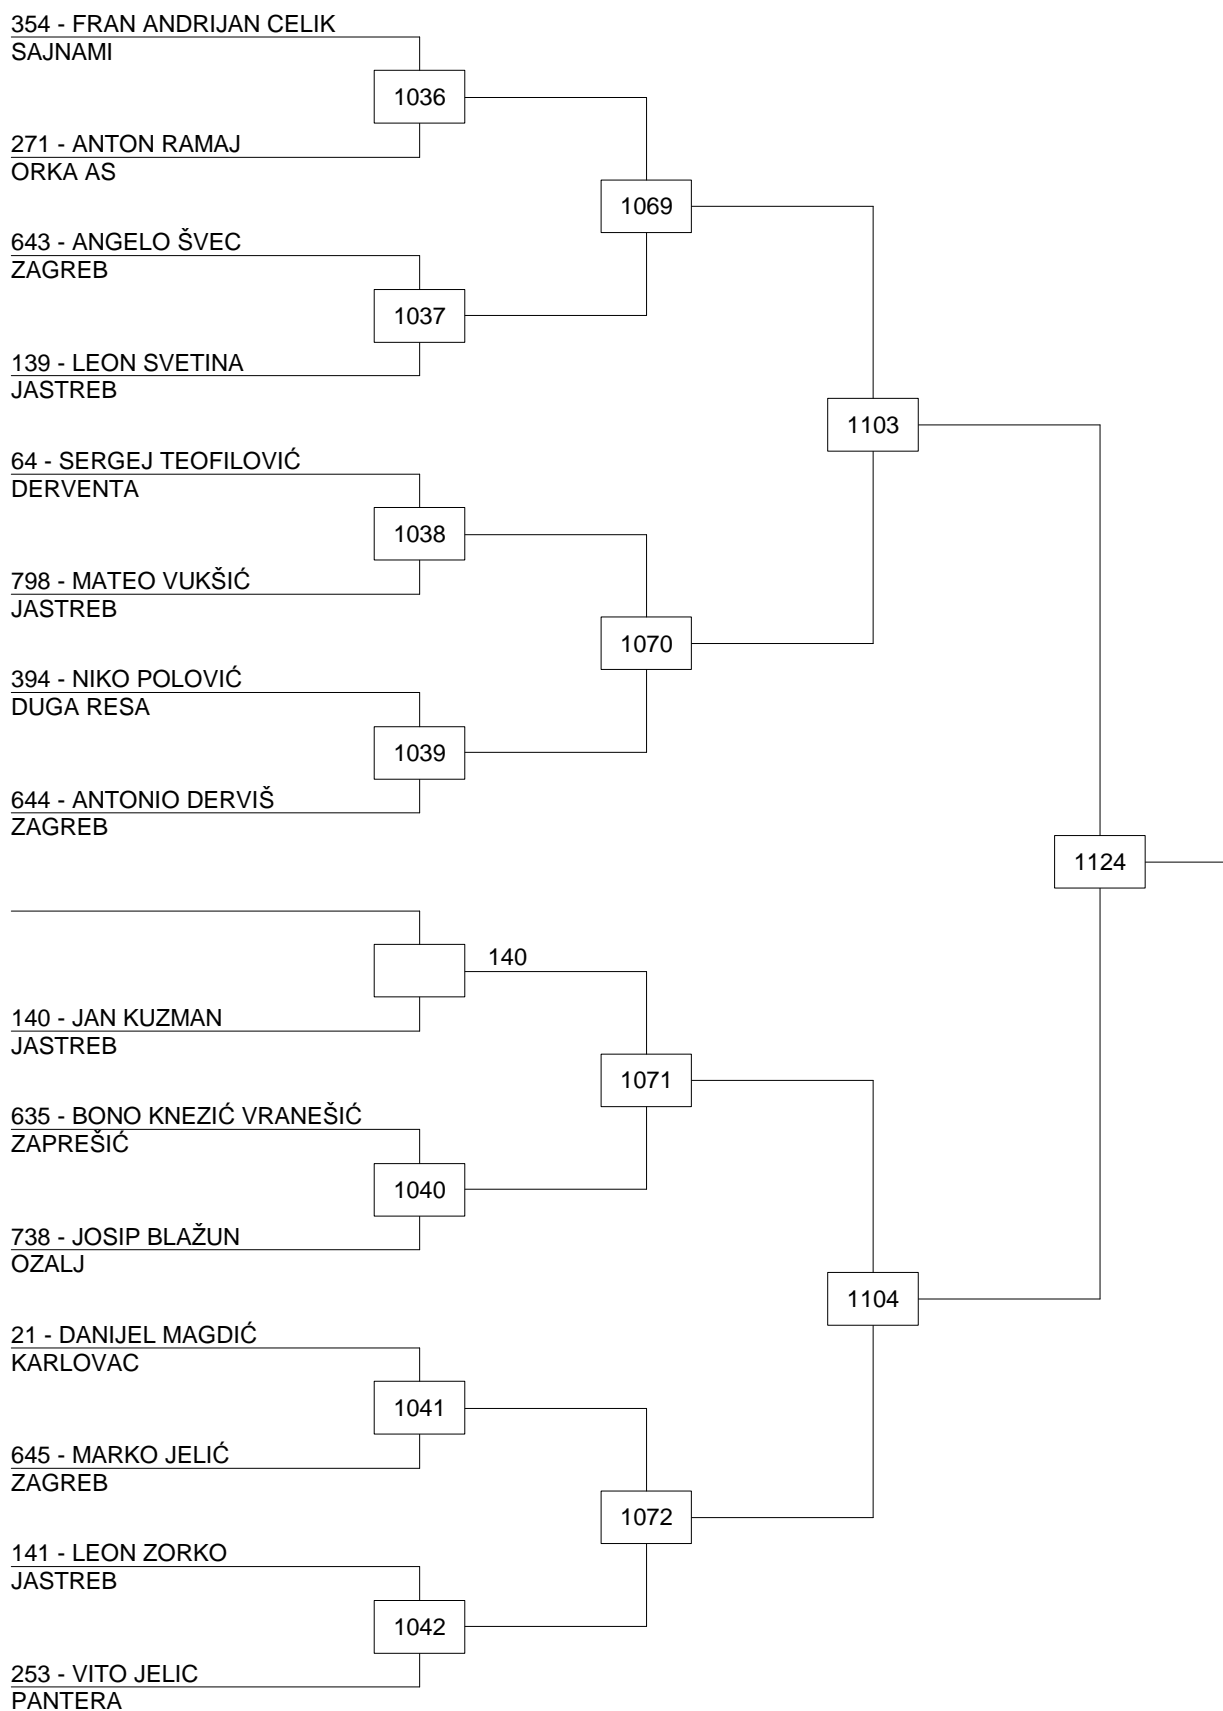 354 - FRAN ANDRIJAN CELIK
SAJNAMI
1036
271 - ANTON RAMAJ
ORKA AS
1069
643 - ANGELO ŠVEC
ZAGREB
1037
139 - LEON SVETINA
JASTREB
1103
64 - SERGEJ TEOFILOVIĆ
DERVENTA
1038
798 - MATEO VUKŠIĆ
JASTREB
1070
394 - NIKO POLOVIĆ
DUGA RESA
1039
644 - ANTONIO DERVIŠ
ZAGREB
1124
140
140 - JAN KUZMAN
JASTREB
1071
635 - BONO KNEZIĆ VRANEŠIĆ
ZAPREŠIĆ
1040
738 - JOSIP BLAŽUN
OZALJ
1104
21 - DANIJEL MAGDIĆ
KARLOVAC
1041
645 - MARKO JELIĆ
ZAGREB
1072
141 - LEON ZORKO
JASTREB
1042
253 - VITO JELIC
PANTERA